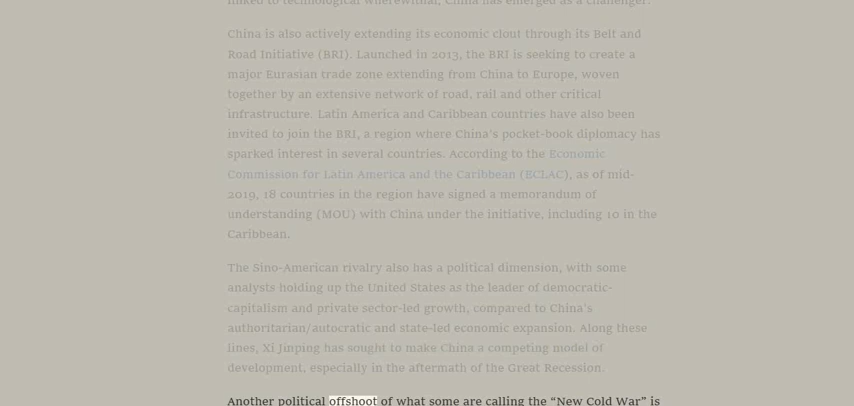 linked to technological wherewithal, China has emerged as a challenger.
China is also actively extending its economic clout through its Belt and
Road Initiative (BRI). Launched in 2013, the BRI is seeking to create a
major Eurasian trade zone extending from China to Europe, woven
together by an extensive network of road, rail and other critical
infrastructure. Latin America and Caribbean countries have also been
invited to join the BRI, a region where China's pocket-book diplomacy has
sparked interest in several countries. According to the Economic
Commission for Latin America and the Caribbean (ECLAC), as of mid-
2019, 18 countries in the region have signed a memorandum of
understanding (MOU) with China under the initiative, including 10 in the
Caribbean.
The Sino-American rivalry also has a political dimension, with some
analysts holding up the United States as the leader of democratic-
capitalism and private sector-led growth, compared to China's
authoritarian/autocratic and state-led economic expansion. Along these
lines, Xi Jinping has sought to make China a competing model of
development, especially in the aftermath of the Great Recession.
Another political offshoot of what some are calling the “New Cold War” is